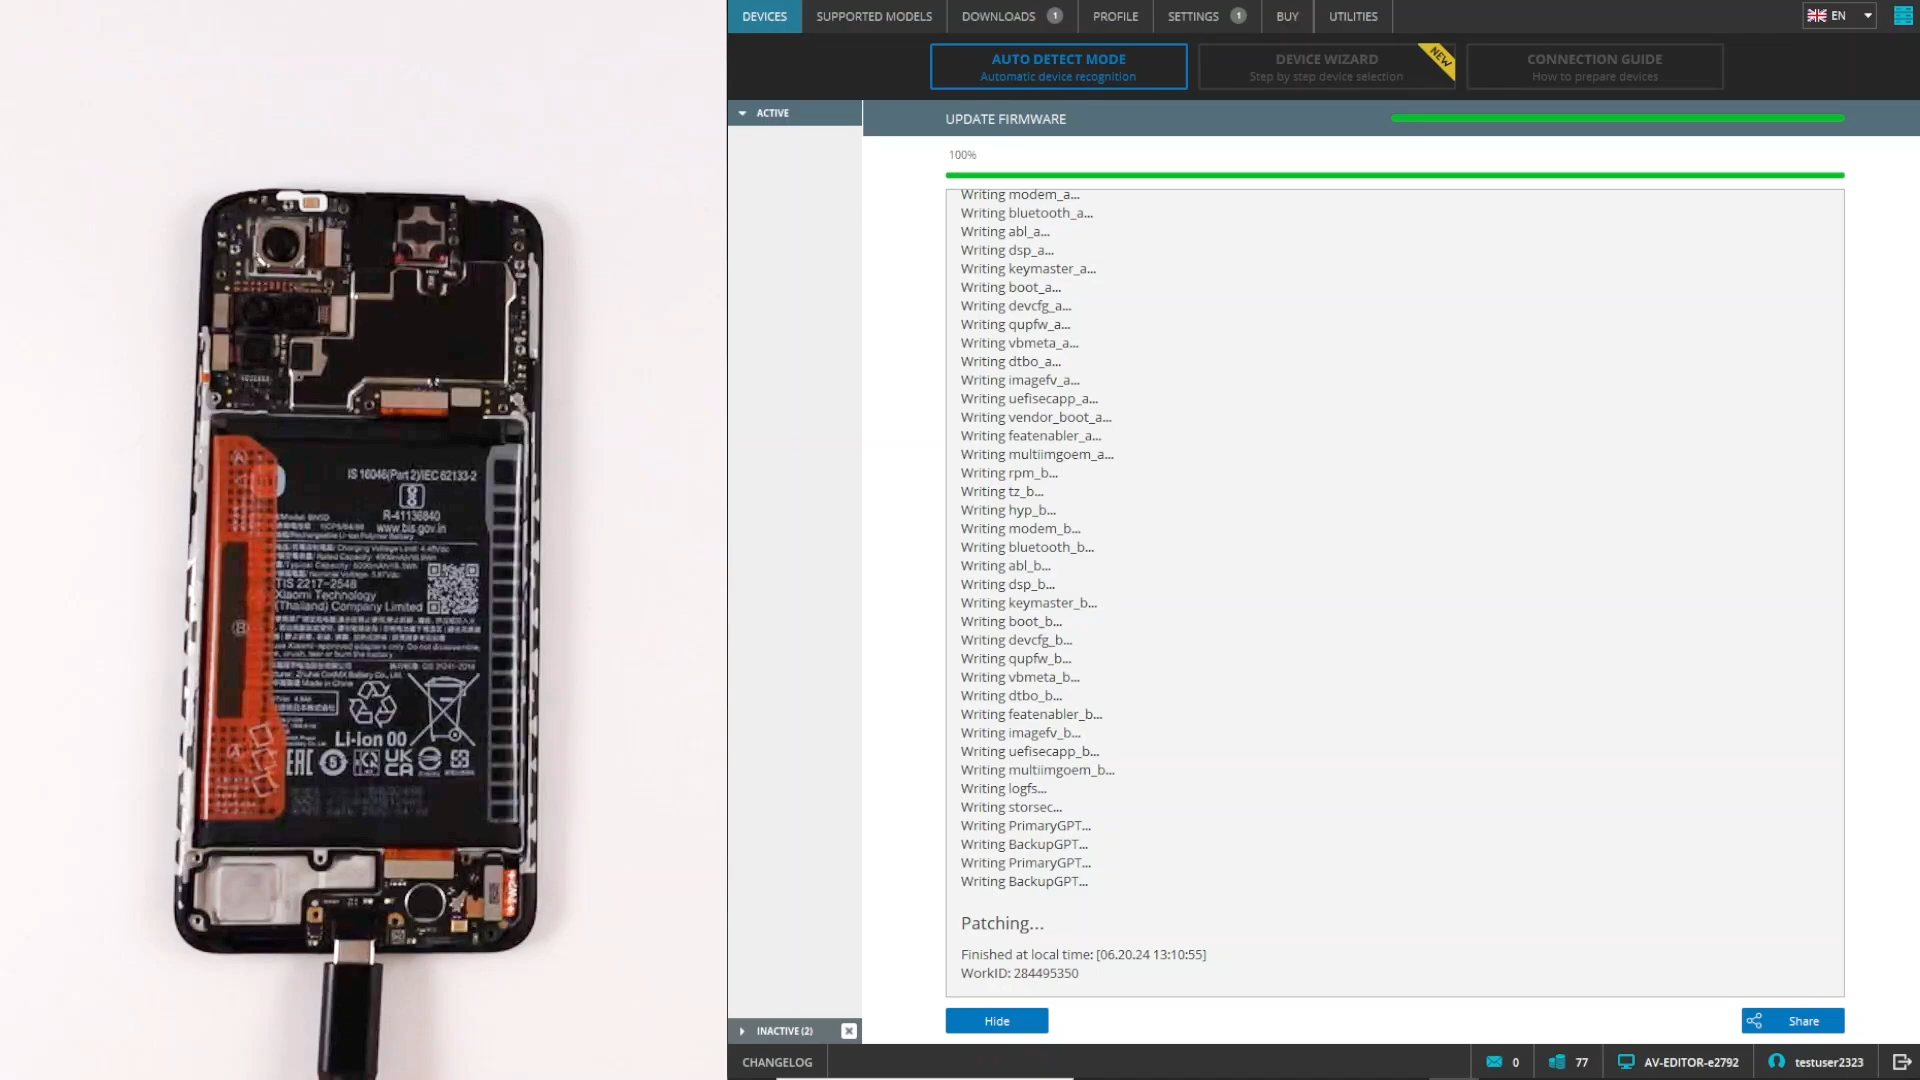 DEVICES
SUPPORTED MODELS
DOWNLOADS 1
PROFILE
SETTINGS 1
BUY
UTILITIES
EN
AUTO DETECT MODE
Automatic device recognition
DEVICE WIZARD
Step by step device selection
NEW
CONNECTION GUIDE
How to prepare devices
ACTIVE
UPDATE FIRMWARE
100%
Writing modem_a...
Writing bluetooth_a...
Writing abl_a...
Writing dsp_a...
Writing keymaster_a...
Writing boot_a...
Writing devcfg_a...
Writing qupfw_a...
Writing vbmeta_a...
Writing dtbo_a...
Writing imagefv_a...
Writing uefisecapp_a...
Writing vendor_boot_a...
Writing featenabler_a...
Writing multiimgoem_a...
Writing rpm_b...
Writing tz_b...
Writing hyp_b...
Writing modem_b...
Writing bluetooth_b...
Writing abl_b...
Writing dsp_b...
Writing keymaster_b...
Writing boot_b...
Writing devcfg_b...
Writing qupfw_b...
Writing vbmeta_b...
Writing dtbo_b...
Writing featenabler_b...
Writing imagefv_b...
Writing uefisecapp_b...
Writing multiimgoem_b...
Writing logfs...
Writing storsec...
Writing PrimaryGPT...
Writing BackupGPT...
Writing PrimaryGPT...
Writing BackupGPT...
Patching...
Finished at local time: [06.20.24 13:10:55]
WorkID: 284495350
Hide
Share
INACTIVE (2)
CHANGELOG
0
77
AV-EDITOR-e2792
testuser2323
IS 16046(Part 2)/IEC 62133-2
R-41136840
www.bis.gov.in
TIS 2217-2548
Xiaomi Technology
(Thailand) Company Limited
Li-ion 00
EAC
UK
CA